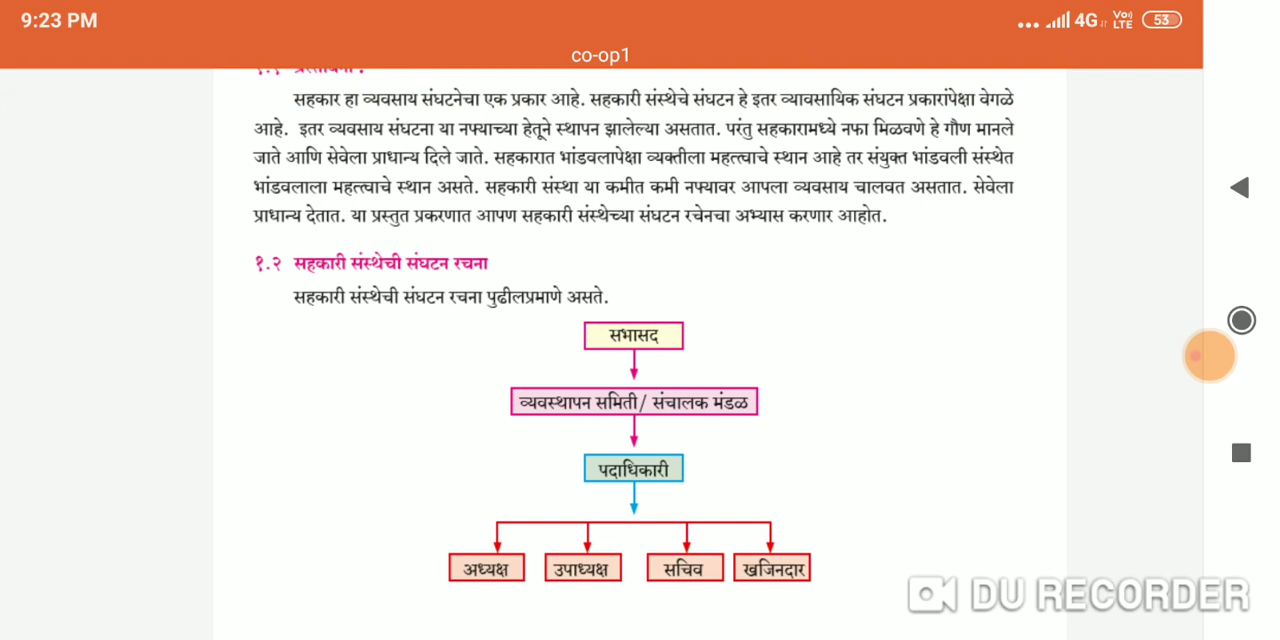 9:23 PM
4G
Vo)
LTE
53
co-op1
सहकार हा व्यवसाय संघटनेचा एक प्रकार आहे. सहकारी संस्थेचे संघटन हे इतर व्यावसायिक संघटन प्रकारांपेक्षा वेगळे
आहे. इतर व्यवसाय संघटना या नफ्याच्या हेतूने स्थापन झालेल्या असतात. परंतु सहकारामध्ये नफा मिळवणे हे गौण मानले
जाते आणि सेवेला प्राधान्य दिले जाते. सहकारात भांडवलापेक्षा व्यक्तीला महत्त्वाचे स्थान आहे तर संयुक्त भांडवली संस्थेत
भांडवलाला महत्त्वाचे स्थान असते. सहकारी संस्था या कमीत कमी नफ्यावर आपला व्यवसाय चालवत असतात. सेवेला
प्राधान्य देतात. या प्रस्तुत प्रकरणात आपण सहकारी संस्थेच्या संघटन रचेनचा अभ्यास करणार आहोत.
१.२ सहकारी संस्थेची संघटन रचना
सहकारी संस्थेची संघटन रचना पुढीलप्रमाणे असते.
सभासद
व्यवस्थापन समिती/ संचालक मंडळ
पदाधिकारी
अध्यक्ष उपाध्यक्ष सचिव खजिनदार
DU RECORDER